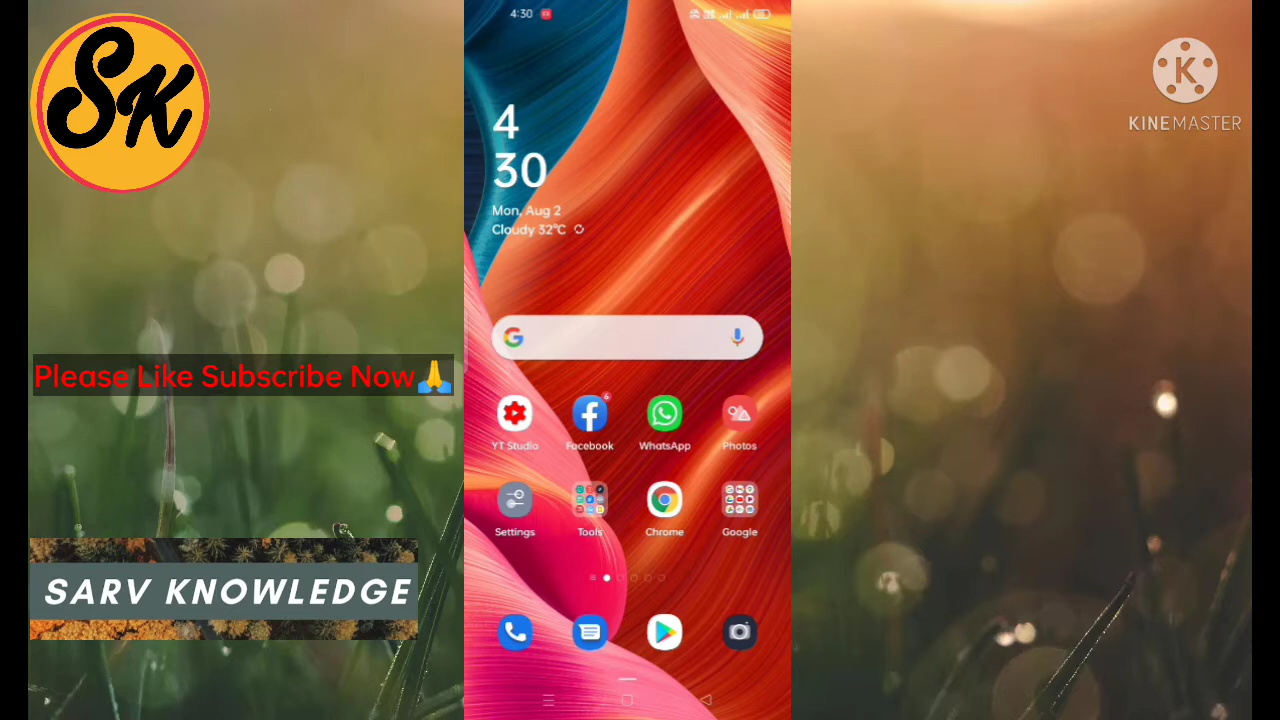 SK
4:30
4
30
Mon, Aug 2
Cloudy 32°C
G
YT Studio
Facebook
6
WhatsApp
Photos
Settings
Tools
Chrome
Google
Please Like Subscribe Now🙏
SARV KNOWLEDGE
K
KINEMASTER